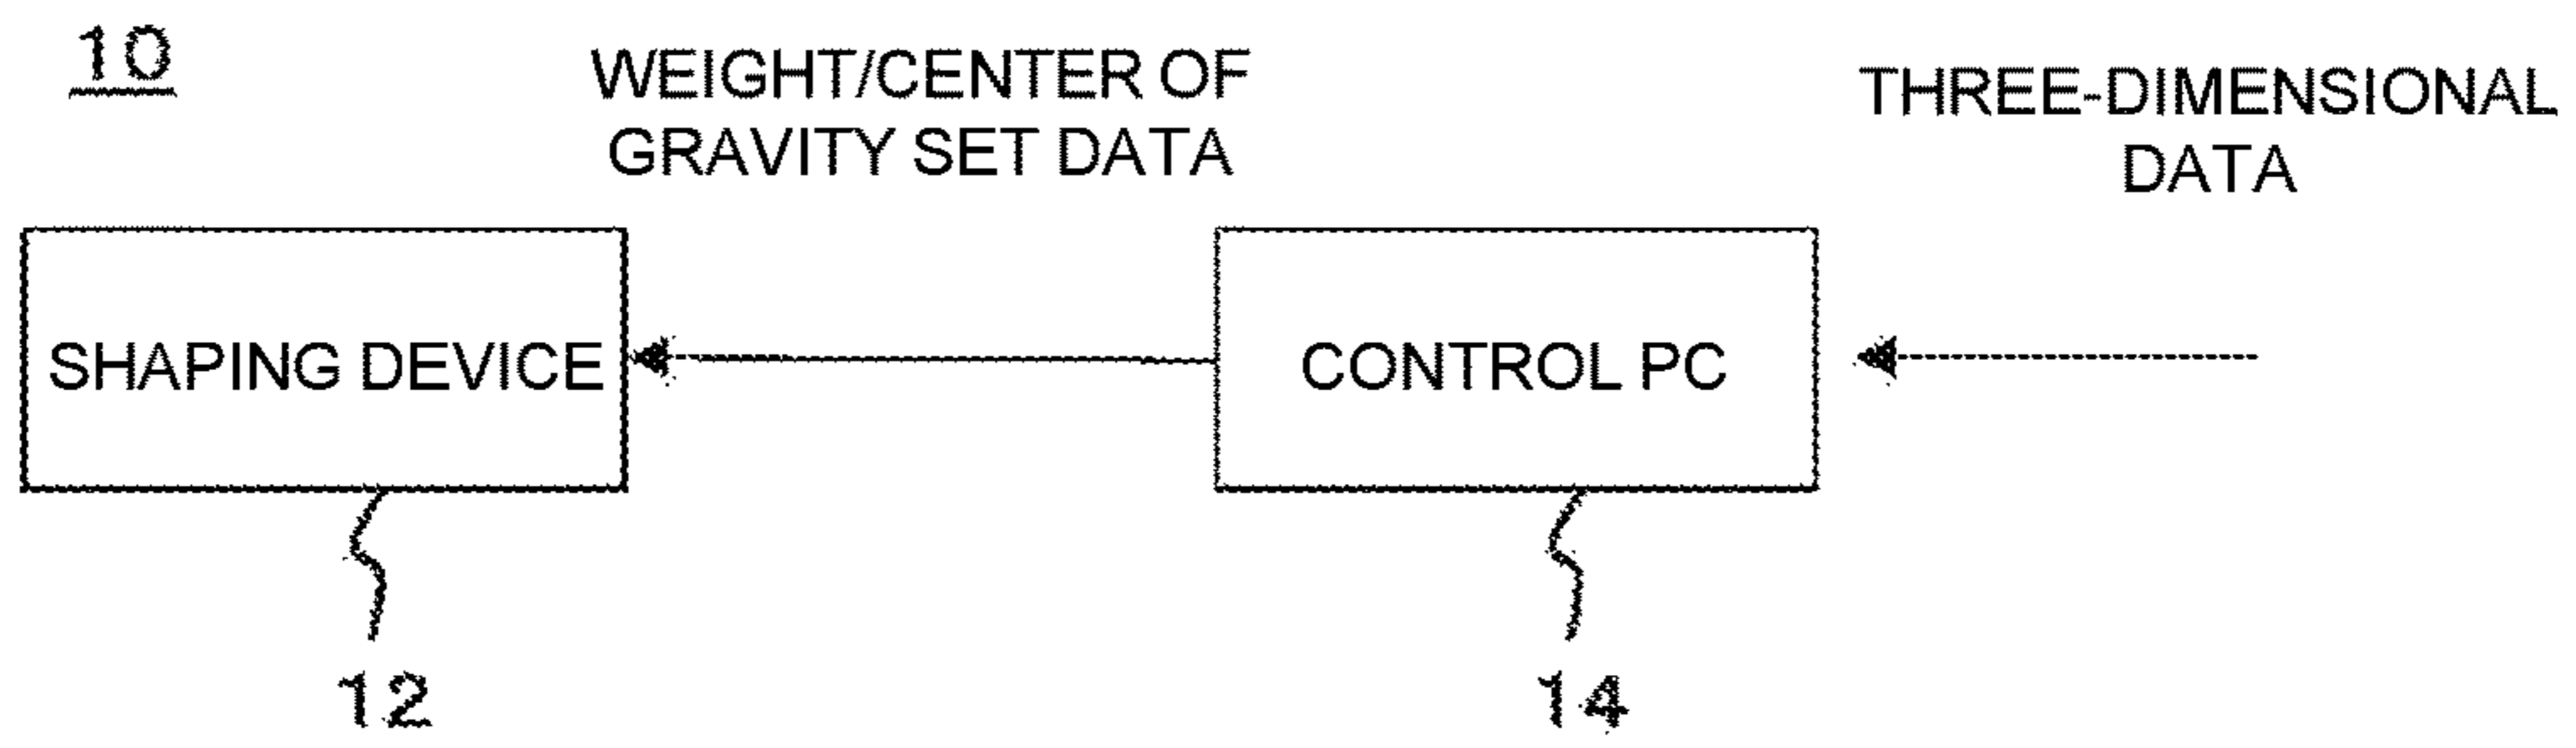 10
WEIGHT/CENTER OF
GRAVITY SET DATA
THREE-DIMENSIONAL
DATA
SHAPING DEVICE
CONTROL PC
12
14